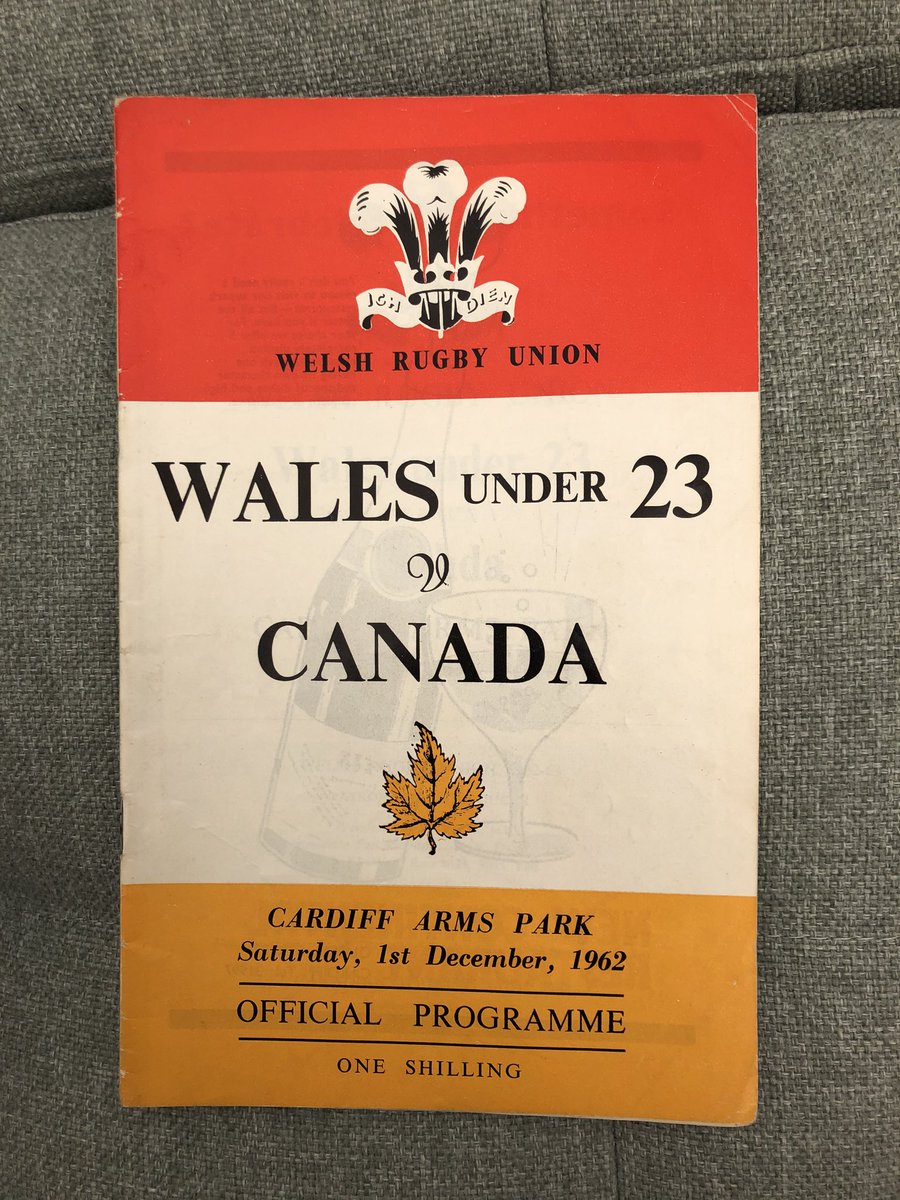 ICH DIEN
WELSH RUGBY UNION
WALES UNDER 23
V
CANADA
CARDIFF ARMS PARK
Saturday, 1st December, 1962
OFFICIAL PROGRAMME
ONE SHILLING